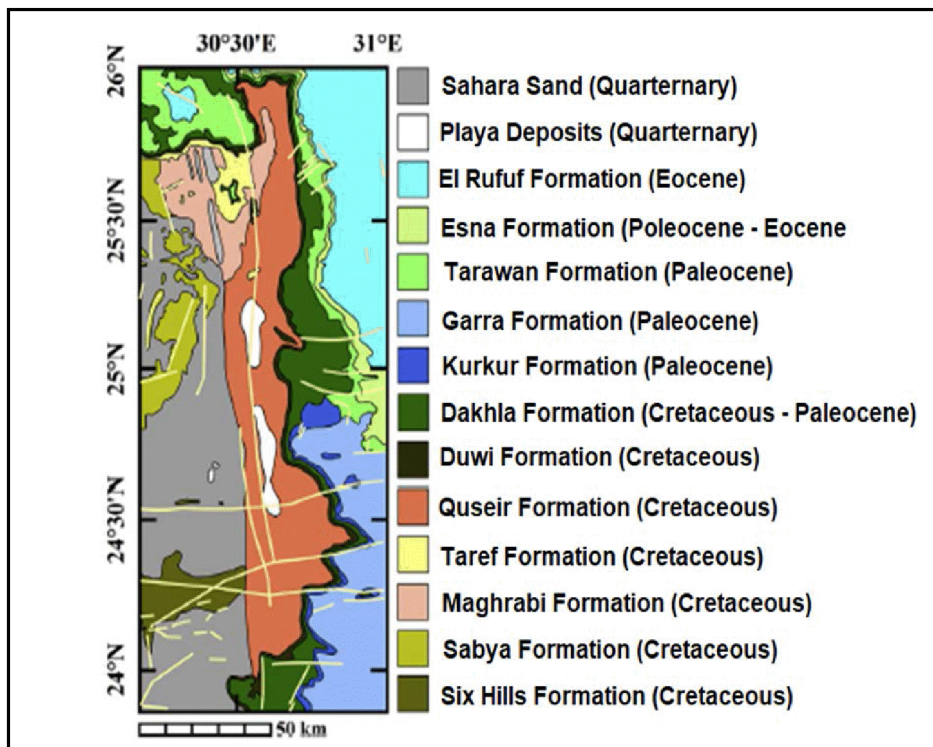 30°30'E 31°E
26°N
25°30'N
25°N
24°30'N
24°N
50 km
Sahara Sand (Quarternary)
Playa Deposits (Quarternary)
El Rufuf Formation (Eocene)
Esna Formation (Poleocene - Eocene
Tarawan Formation (Paleocene)
Garra Formation (Paleocene)
Kurkur Formation (Paleocene)
Dakhla Formation (Cretaceous - Paleocene)
Duwi Formation (Cretaceous)
Quseir Formation (Cretaceous)
Taref Formation (Cretaceous)
Maghrabi Formation (Cretaceous)
Sabya Formation (Cretaceous)
Six Hills Formation (Cretaceous)